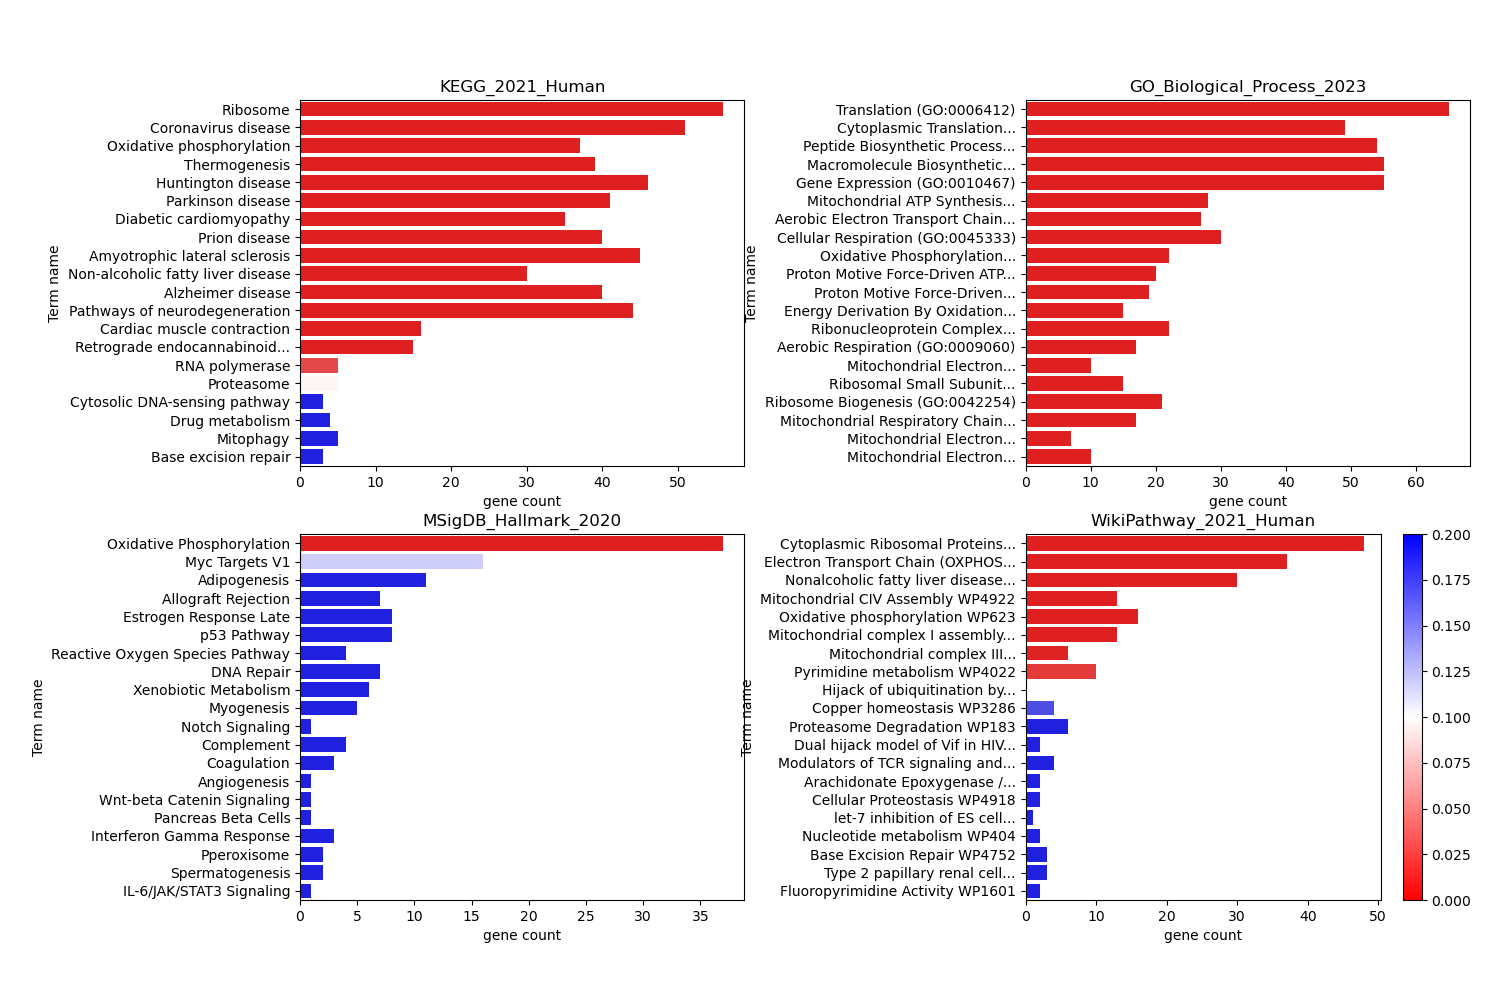 KEGG_2021_Human
Term name
Ribosome
Coronavirus disease
Oxidative phosphorylation
Thermogenesis
Huntington disease
Parkinson disease
Diabetic cardiomyopathy
Prion disease
Amyotrophic lateral sclerosis
Non-alcoholic fatty liver disease
Alzheimer disease
Pathways of neurodegeneration
Cardiac muscle contraction
Retrograde endocannabinoid...
RNA polymerase
Proteasome
Cytosolic DNA-sensing pathway
Drug metabolism
Mitophagy
Base excision repair
0 10 20 30 40 50
gene count
GO_Biological_Process_2023
Term name
Translation (GO:0006412)
Cytoplasmic Translation...
Peptide Biosynthetic Process...
Macromolecule Biosynthetic...
Gene Expression (GO:0010467)
Mitochondrial ATP Synthesis...
Aerobic Electron Transport Chain...
Cellular Respiration (GO:0045333)
Oxidative Phosphorylation...
Proton Motive Force-Driven ATP...
Proton Motive Force-Driven...
Energy Derivation By Oxidation...
Ribonucleoprotein Complex...
Aerobic Respiration (GO:0009060)
Mitochondrial Electron...
Ribosomal Small Subunit...
Ribosome Biogenesis (GO:0042254)
Mitochondrial Respiratory Chain...
Mitochondrial Electron...
Mitochondrial Electron...
0 10 20 30 40 50 60
gene count
MSigDB_Hallmark_2020
Term name
Oxidative Phosphorylation
Myc Targets V1
Adipogenesis
Allograft Rejection
Estrogen Response Late
p53 Pathway
Reactive Oxygen Species Pathway
DNA Repair
Xenobiotic Metabolism
Myogenesis
Notch Signaling
Complement
Coagulation
Angiogenesis
Wnt-beta Catenin Signaling
Pancreas Beta Cells
Interferon Gamma Response
Pperoxisome
Spermatogenesis
IL-6/JAK/STAT3 Signaling
0 5 10 15 20 25 30 35
gene count
WikiPathway_2021_Human
Term name
Cytoplasmic Ribosomal Proteins...
Electron Transport Chain (OXPHOS...
Nonalcoholic fatty liver disease...
Mitochondrial CIV Assembly WP4922
Oxidative phosphorylation WP623
Mitochondrial complex I assembly...
Mitochondrial complex III...
Pyrimidine metabolism WP4022
Hijack of ubiquitination by...
Copper homeostasis WP3286
Proteasome Degradation WP183
Dual hijack model of Vif in HIV...
Modulators of TCR signaling and...
Arachidonate Epoxygenase /...
Cellular Proteostasis WP4918
let-7 inhibition of ES cell...
Nucleotide metabolism WP404
Base Excision Repair WP4752
Type 2 papillary renal cell...
Fluoropyrimidine Activity WP1601
0 10 20 30 40 50
gene count
0.200
0.175
0.150
0.125
0.100
0.075
0.050
0.025
0.000